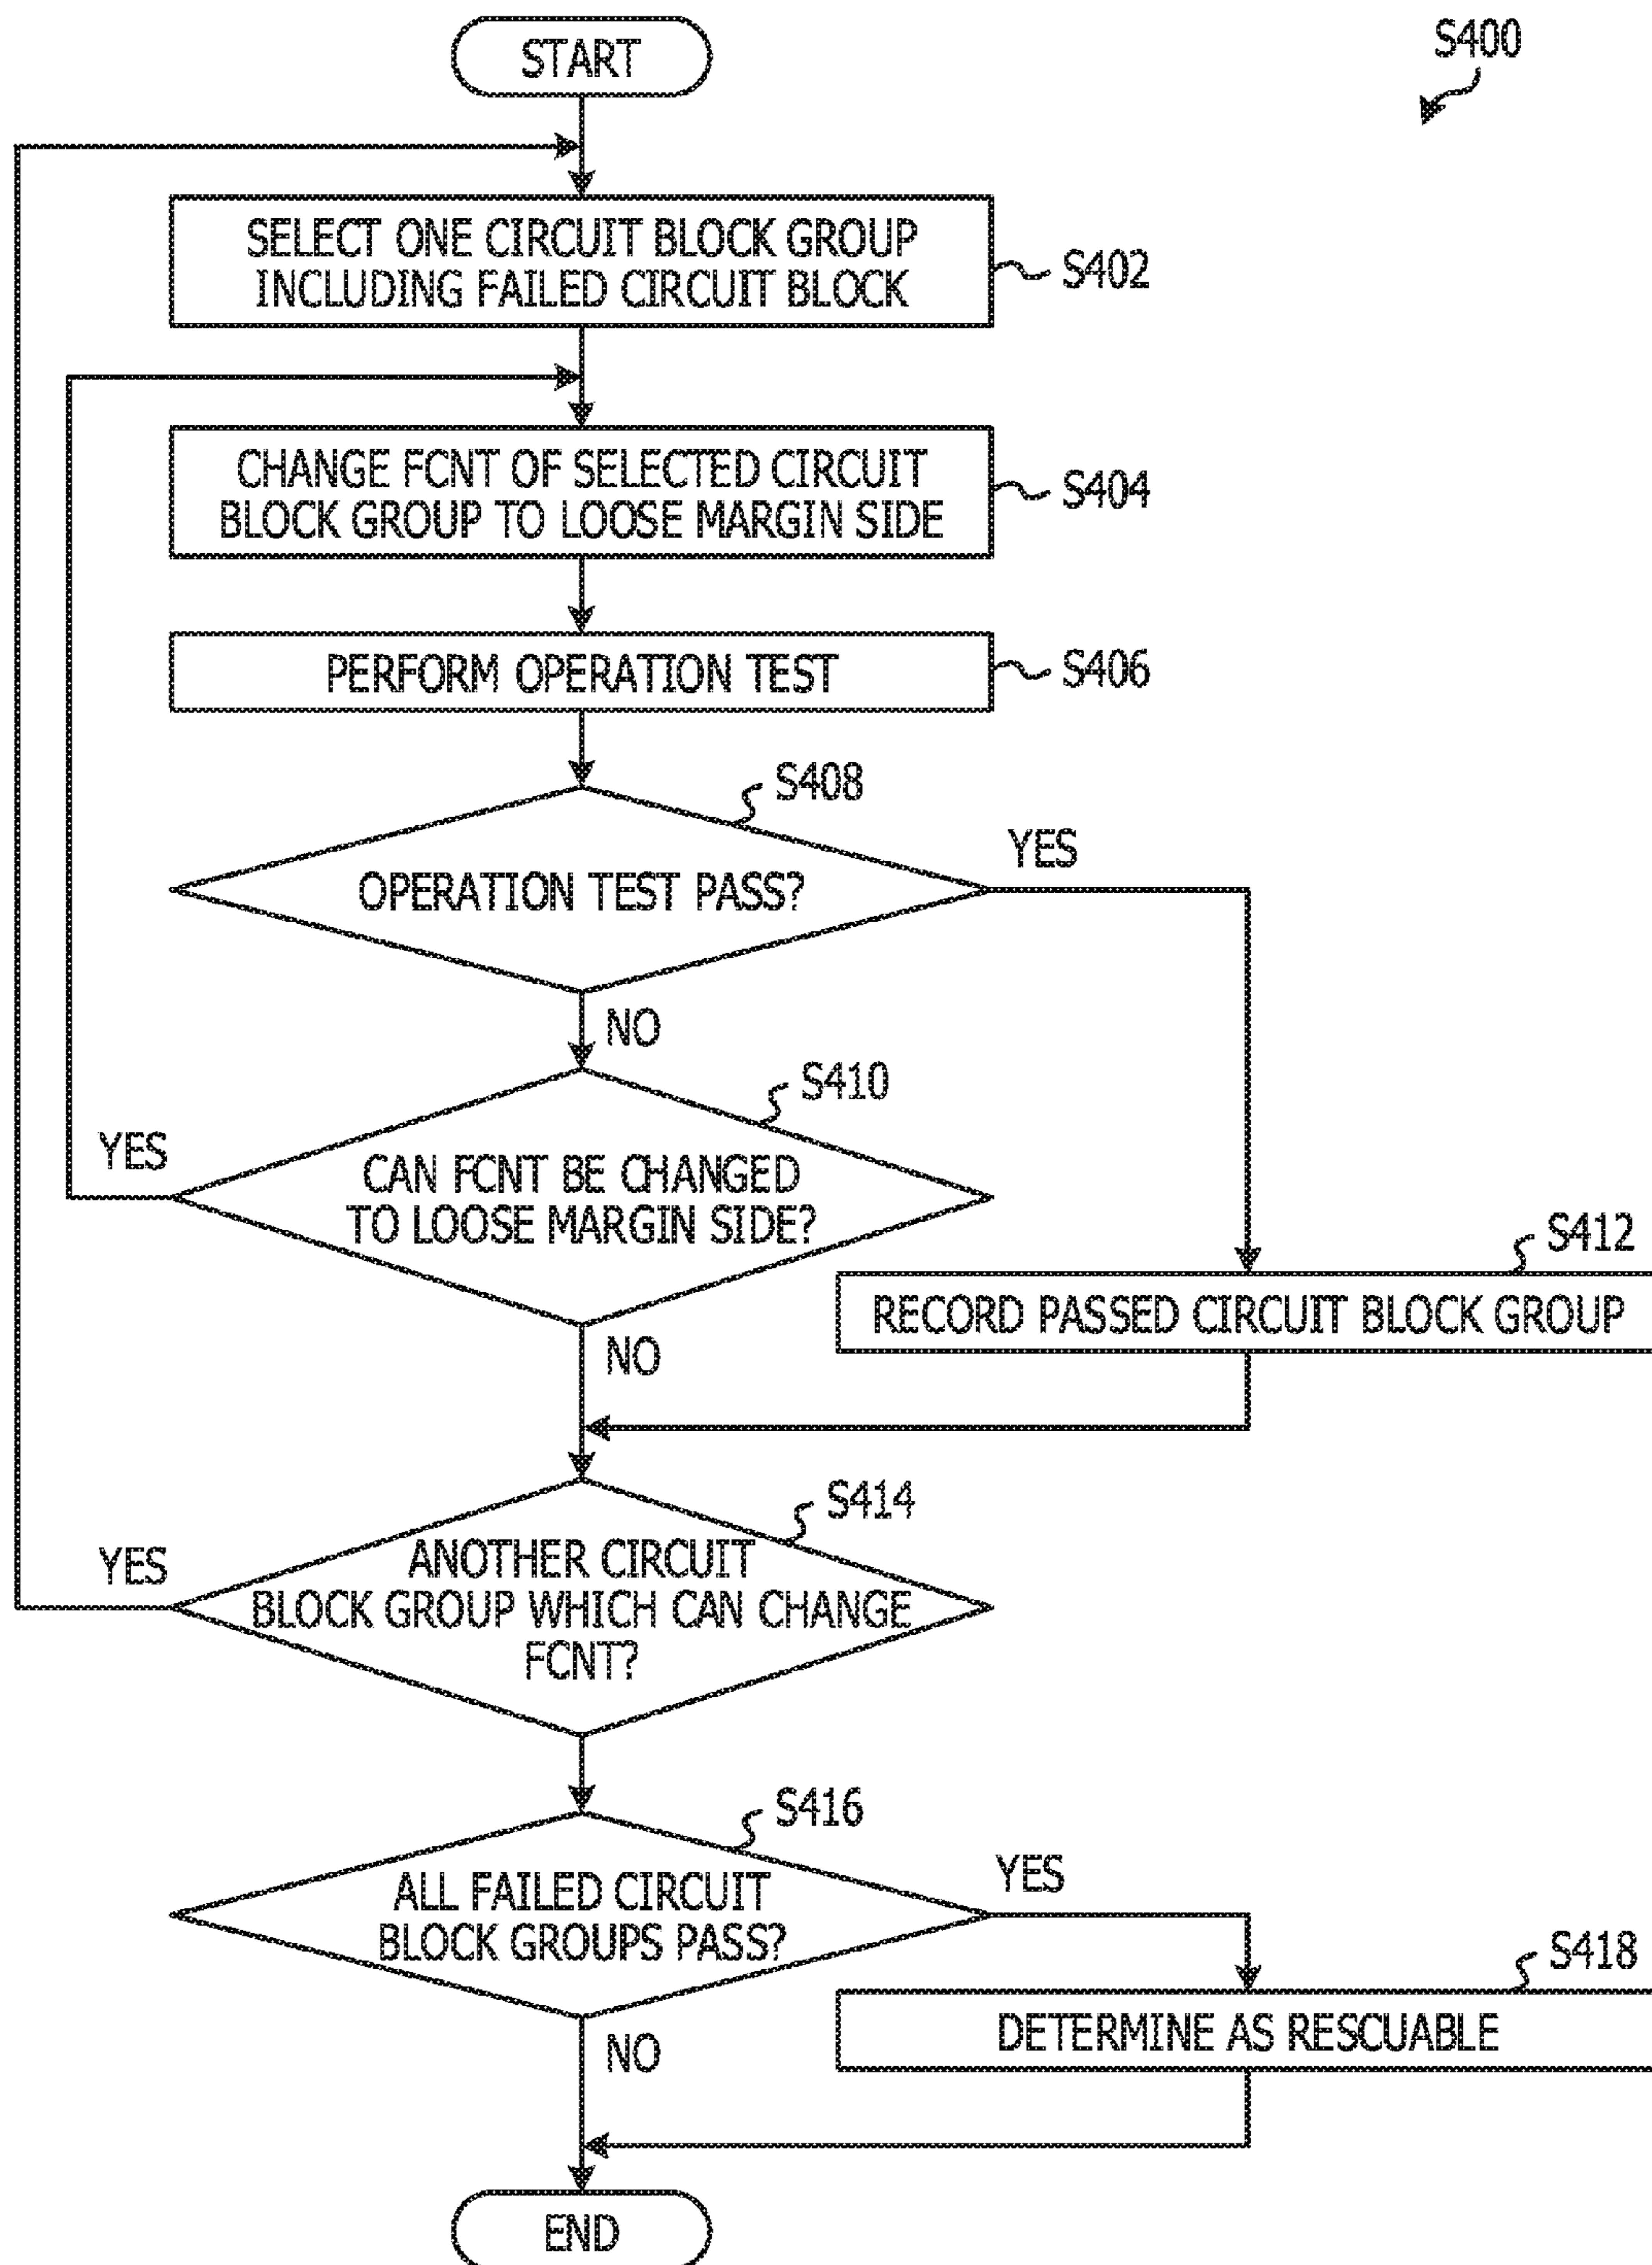 START
S400
SELECT ONE CIRCUIT BLOCK GROUP
INCLUDING FAILED CIRCUIT BLOCK
S402
CHANGE FCNT OF SELECTED CIRCUIT
BLOCK GROUP TO LOOSE MARGIN SIDE
S404
PERFORM OPERATION TEST
S406
S408
OPERATION TEST PASS?
YES
NO
S410
YES
CAN FCNT BE CHANGED
TO LOOSE MARGIN SIDE?
NO
S412
RECORD PASSED CIRCUIT BLOCK GROUP
S414
YES
ANOTHER CIRCUIT
BLOCK GROUP WHICH CAN CHANGE
FCNT?
S416
ALL FAILED CIRCUIT
BLOCK GROUPS PASS?
YES
NO
S418
DETERMINE AS RESCUABLE
END